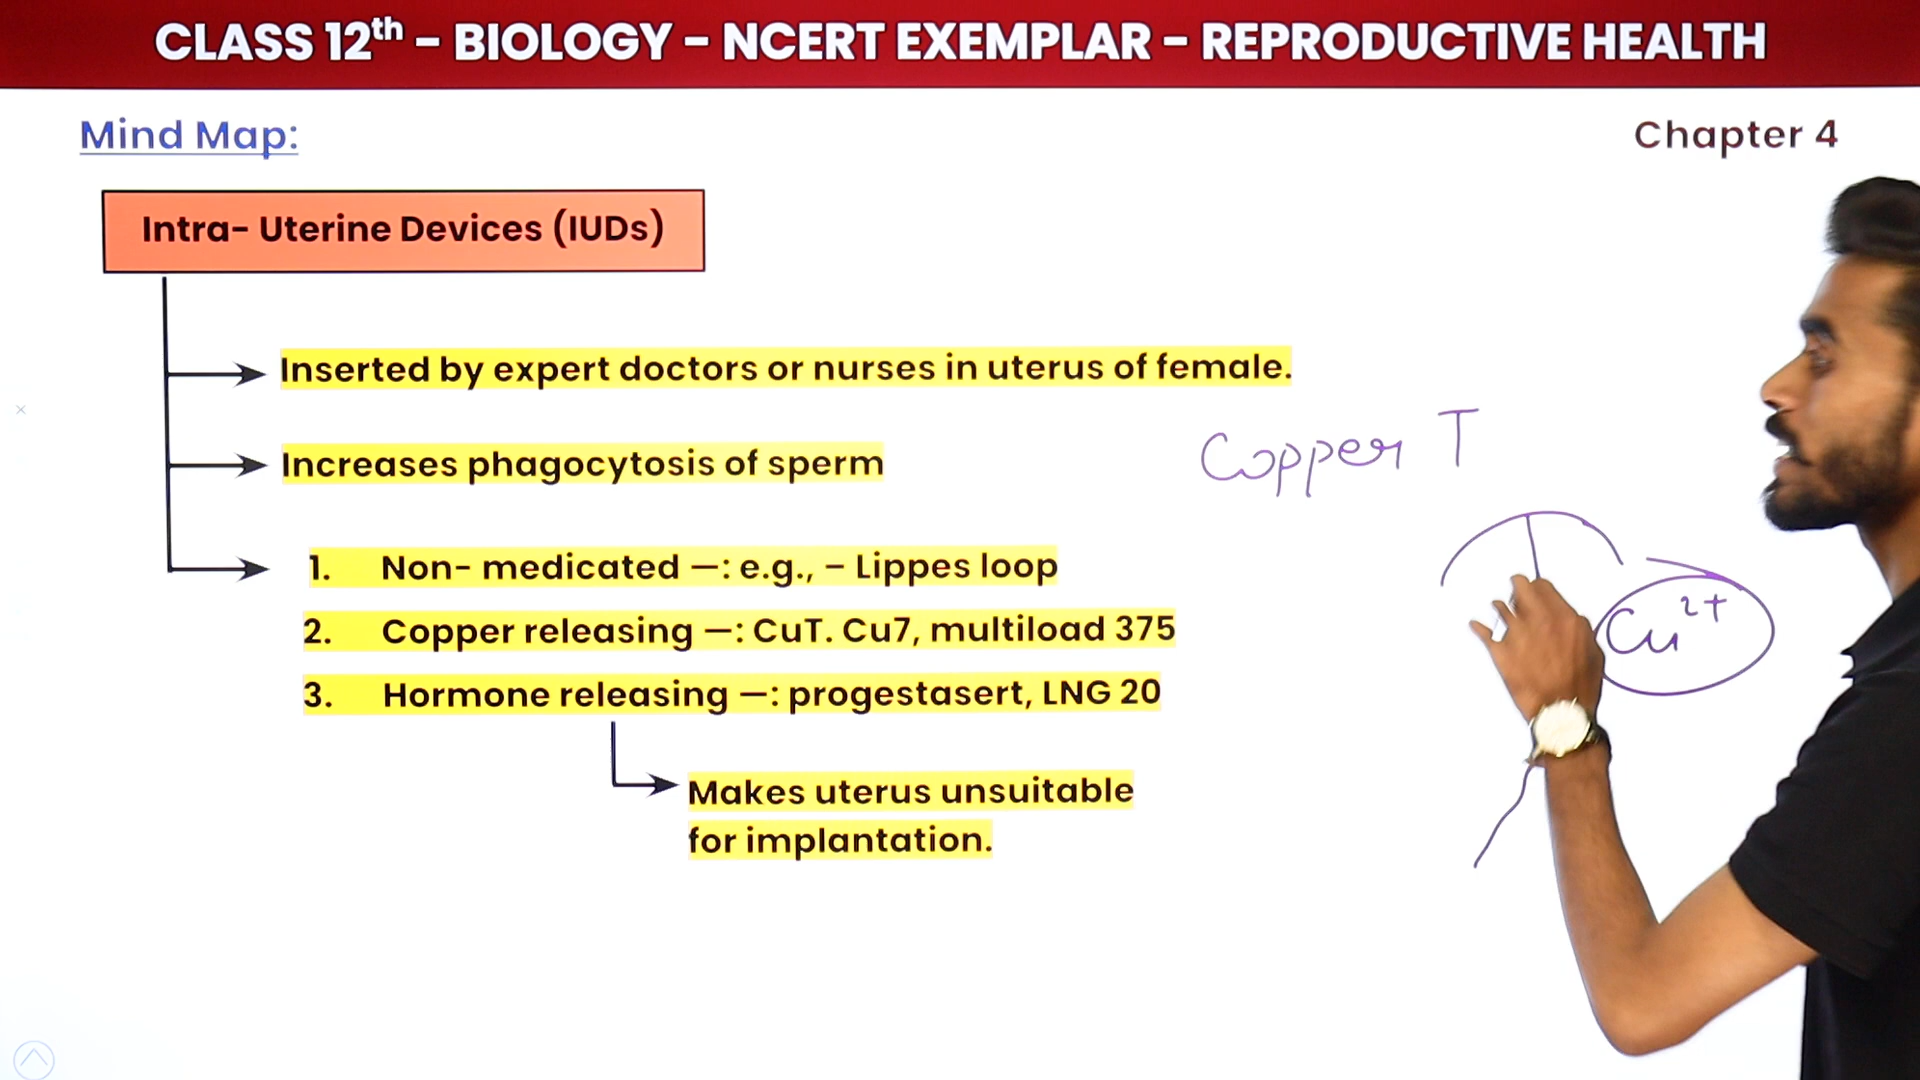 CLASS 12th - BIOLOGY - NCERT EXEMPLAR - REPRODUCTIVE HEALTH
Mind Map:
Chapter 4
Intra- Uterine Devices (IUDs)
Inserted by expert doctors or nurses in uterus of female.
Increases phagocytosis of sperm
Copper T
1. Non- medicated –: e.g., – Lippes loop
2. Copper releasing –: CuT. Cu7, multiload 375
Cu2+
3. Hormone releasing –: progestasert, LNG 20
Makes uterus unsuitable
for implantation.